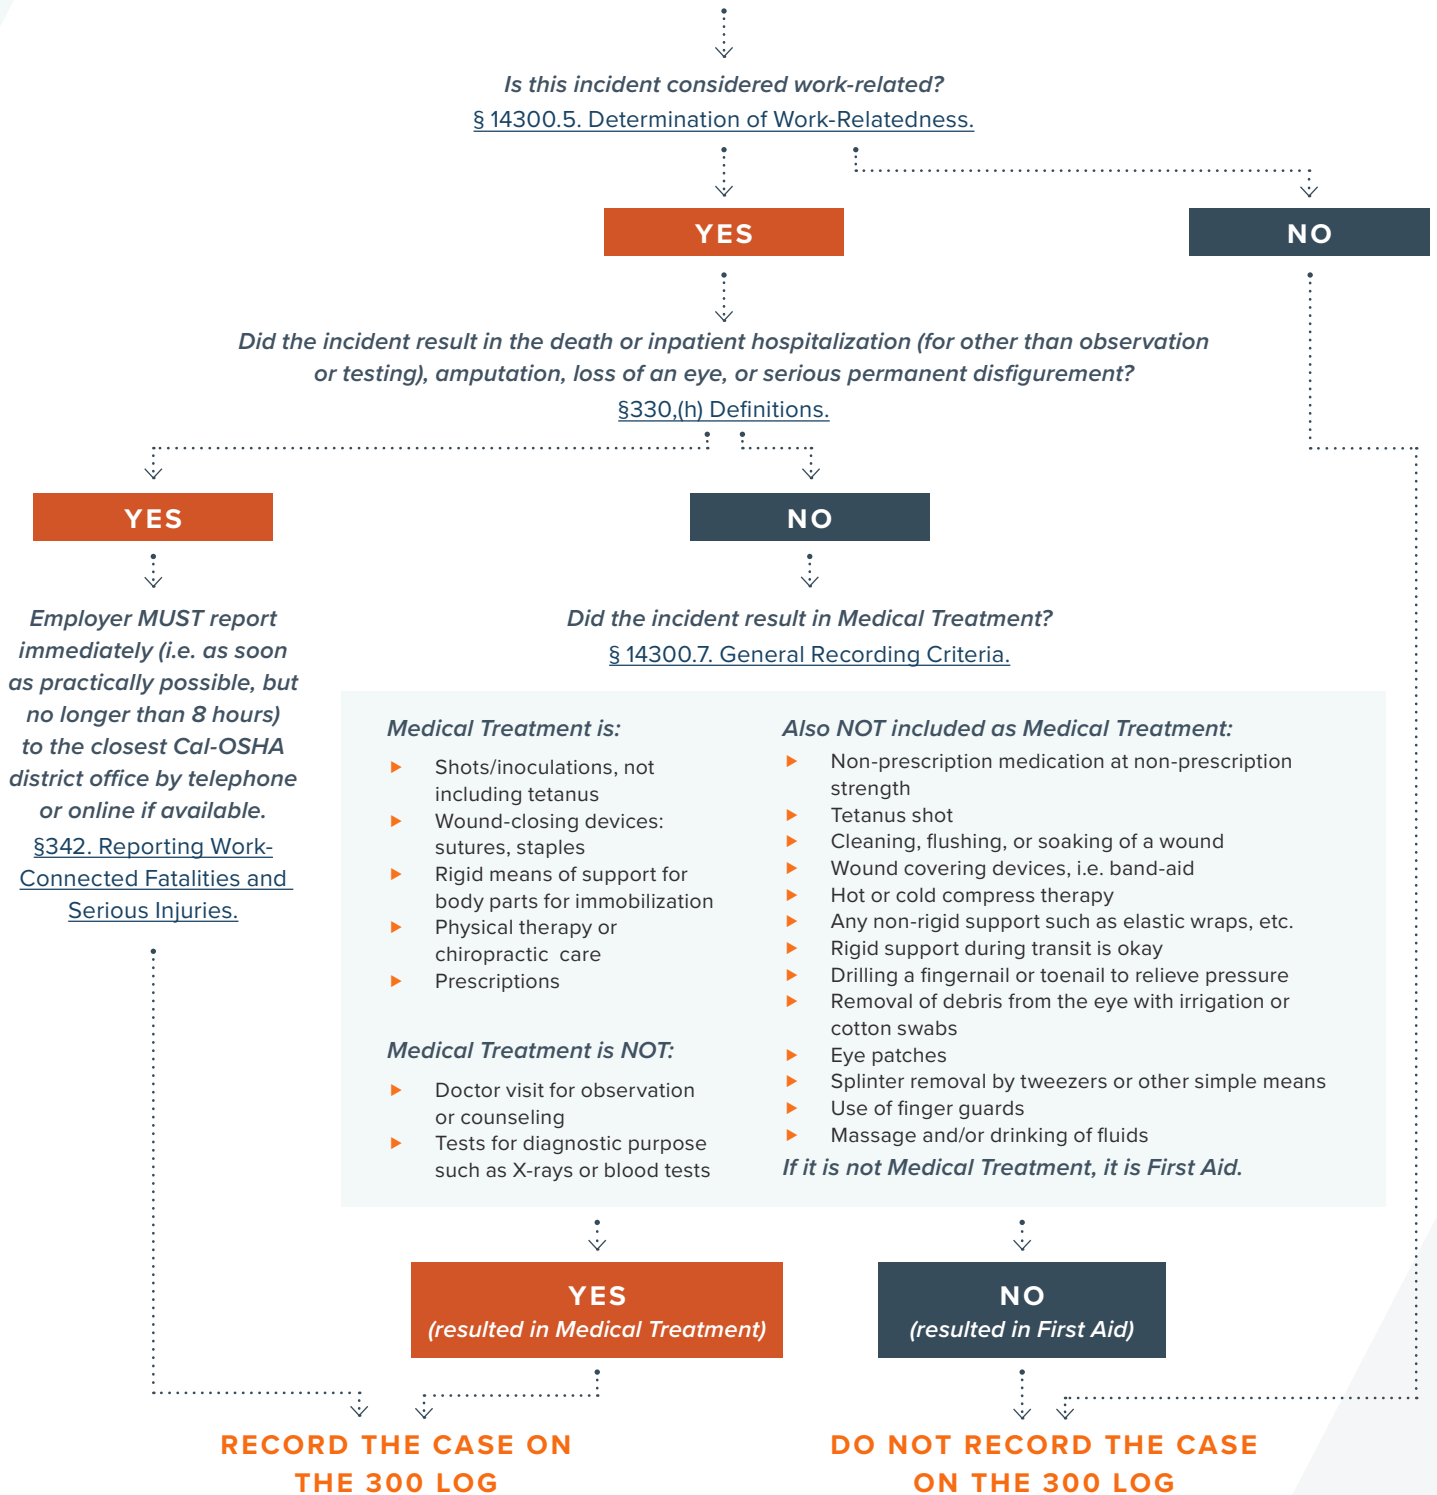 Is this incident considered work-related?
§ 14300.5. Determination of Work-Relatedness.
YES
NO
Did the incident result in the death or inpatient hospitalization (for other than observation
or testing), amputation, loss of an eye, or serious permanent disfigurement?
§330,(h) Definitions.
YES
NO
Employer MUST report
immediately (i.e. as soon
as practically possible, but
no longer than 8 hours)
to the closest Cal-OSHA
district office by telephone
or online if available.
§342. Reporting Work-
Connected Fatalities and
Serious Injuries.
Did the incident result in Medical Treatment?
§ 14300.7. General Recording Criteria.
Medical Treatment is:
Shots/inoculations, not
including tetanus
Wound-closing devices:
sutures, staples
Rigid means of support for
body parts for immobilization
Physical therapy or
chiropractic care
Prescriptions
Medical Treatment is NOT:
Doctor visit for observation
or counseling
Tests for diagnostic purpose
such as X-rays or blood tests
Also NOT included as Medical Treatment:
Non-prescription medication at non-prescription
strength
Tetanus shot
Cleaning, flushing, or soaking of a wound
Wound covering devices, i.e. band-aid
Hot or cold compress therapy
Any non-rigid support such as elastic wraps, etc.
Rigid support during transit is okay
Drilling a fingernail or toenail to relieve pressure
Removal of debris from the eye with irrigation or
cotton swabs
Eye patches
Splinter removal by tweezers or other simple means
Use of finger guards
Massage and/or drinking of fluids
If it is not Medical Treatment, it is First Aid.
YES
(resulted in Medical Treatment)
NO
(resulted in First Aid)
RECORD THE CASE ON
THE 300 LOG
DO NOT RECORD THE CASE
ON THE 300 LOG